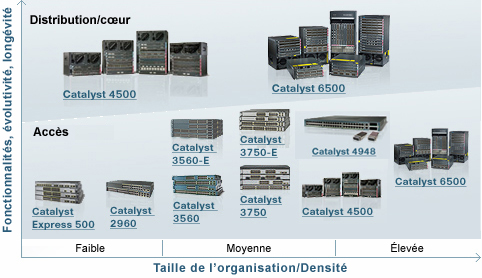 Fonctionnalités, évolutivité, longévité
Distribution/cœur
Catalyst 4500
Catalyst 6500
Accès
Catalyst
3560-E
Catalyst
3750-E
Catalyst 4948
Catalyst 6500
Catalyst
Express 500
Catalyst
2960
Catalyst
3560
Catalyst
3750
Catalyst 4500
Faible
Moyenne
Élevée
Taille de l'organisation/Densité